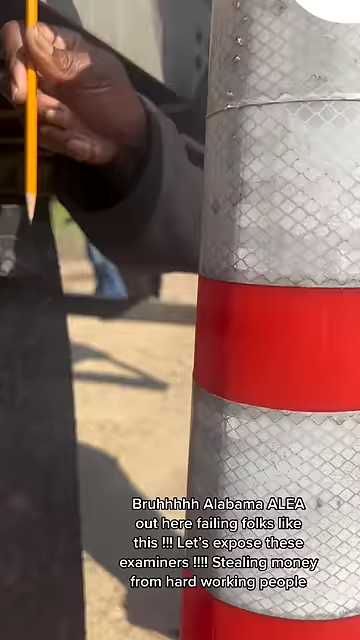 Bruhhhhh Alabama ALEA
out here failing folks like
this !!! Let's expose these
examiners !!!! Stealing money
from hard working people